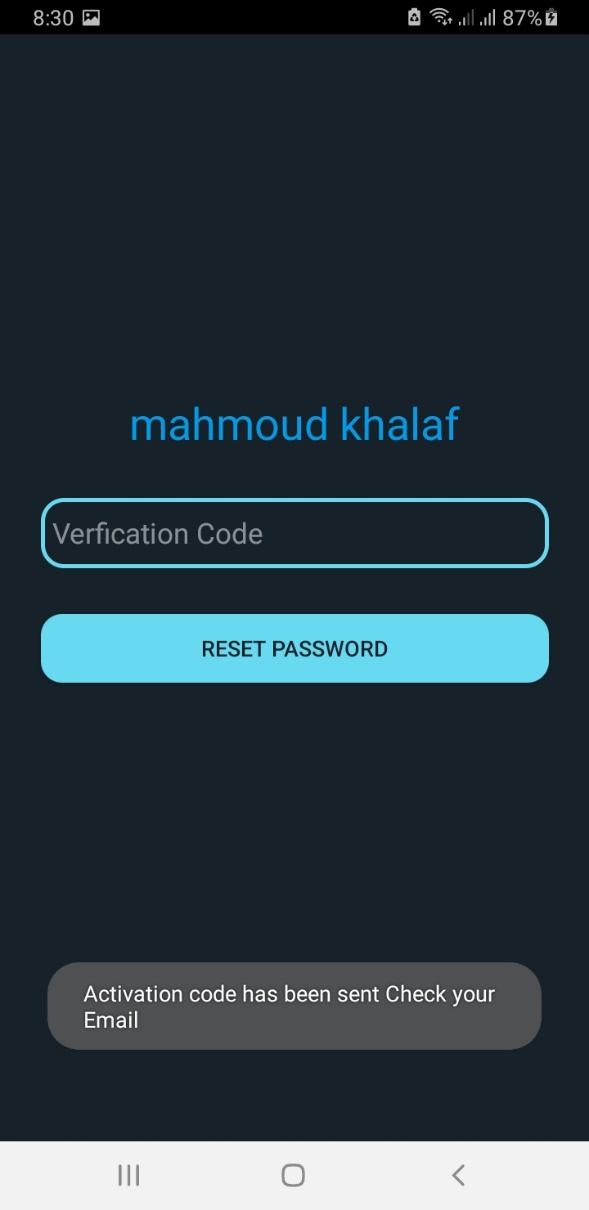 8:30 87%
mahmoud khalaf
Verfication Code
RESET PASSWORD
Activation code has been sent Check your
Email